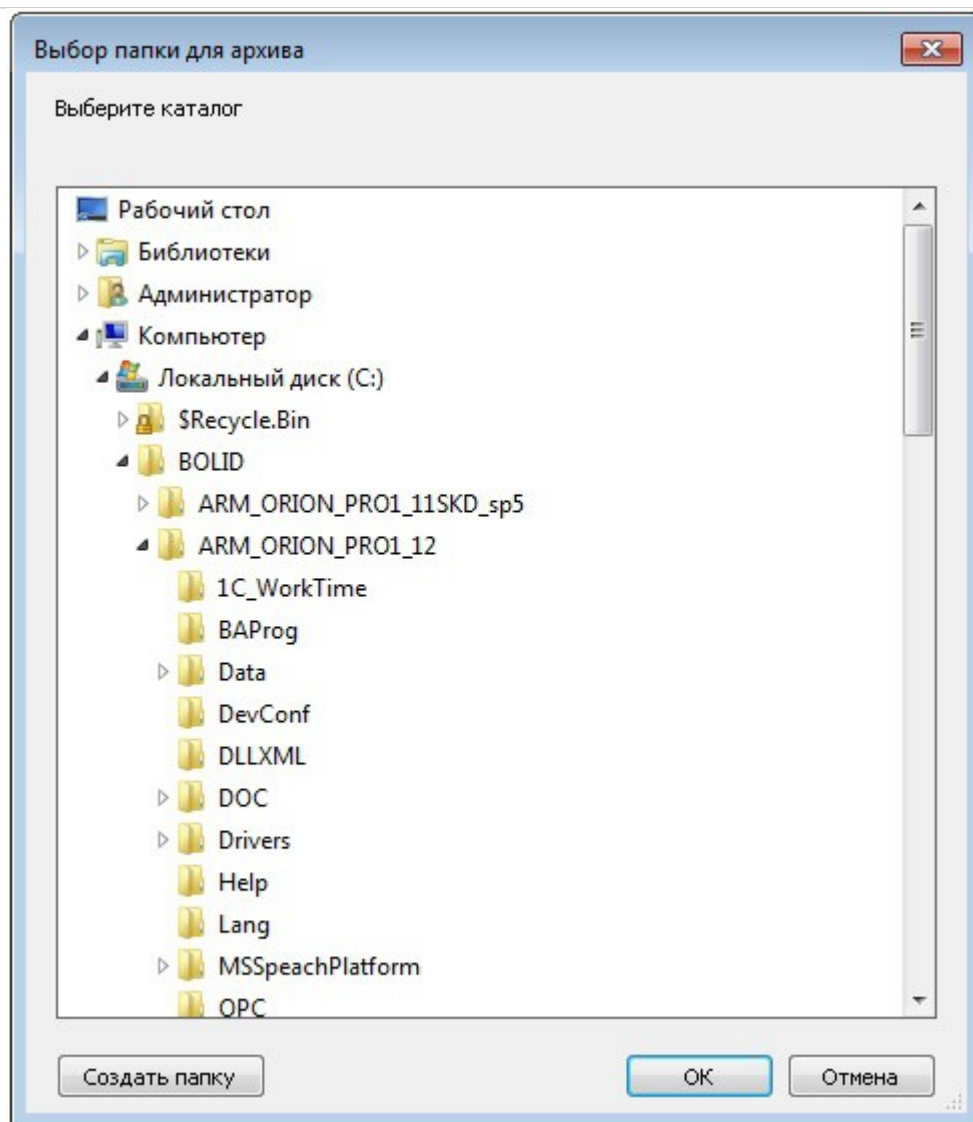 Выбор папки для архива
Выберите каталог
Рабочий стол
Библиотеки
Администратор
Компьютер
Локальный диск (C:)
$Recycle.Bin
BOLID
ARM_ORION_PRO1_11SKD_sp5
ARM_ORION_PRO1_12
1C_WorkTime
BAProg
Data
DevConf
DLLXML
DOC
Drivers
Help
Lang
MSSpeachPlatform
OPC
Создать папку
ОК
Отмена